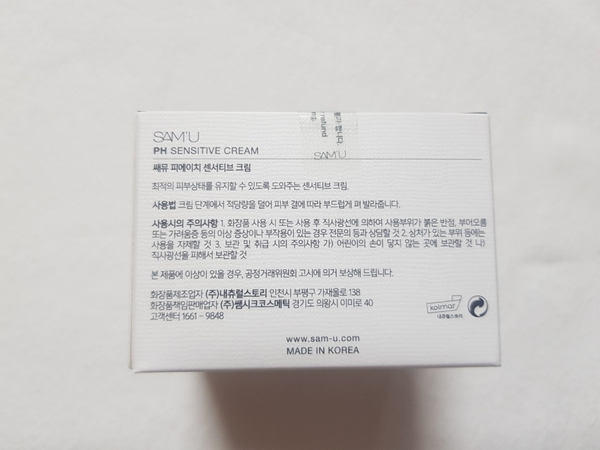 SAM'U
PH SENSITIVE CREAM
refund
SAM'U
쌔뮤 피에이치 센서티브 크림
최적의 피부상태를 유지할 수 있도록 도와주는 센서티브 크림.
사용법 크림 단계에서 적당량을 덜어 피부 결에 따라 부드럽게 펴 발라줍니다.
사용시의 주의사항 1. 화장품 사용 시 또는 사용 후 직사광선에 의하여 사용부위가 붉은 반점, 부어오름
또는 가려움증 등의 이상 증상이나 부작용이 있는 경우 전문의 등과 상담할 것 2. 상처가 있는 부위 등에는
사용을 자제할 것 3. 보관 및 취급 시의 주의사항 가) 어린이의 손이 닿지 않는 곳에 보관할 것 나)
직사광선을 피해서 보관할 것
본 제품에 이상이 있을 경우, 공정거래위원회 고시에 의거 보상해 드립니다.
화장품제조업자 (주)내츄럴스토리 인천시 부평구 가재울로 138
화장품책임판매업자 (주)쌤시크코스메틱 경기도 의왕시 이미로 40
고객센터 1661 - 9848
kolmar
내츄럴스토리
www.sam-u.com
MADE IN KOREA